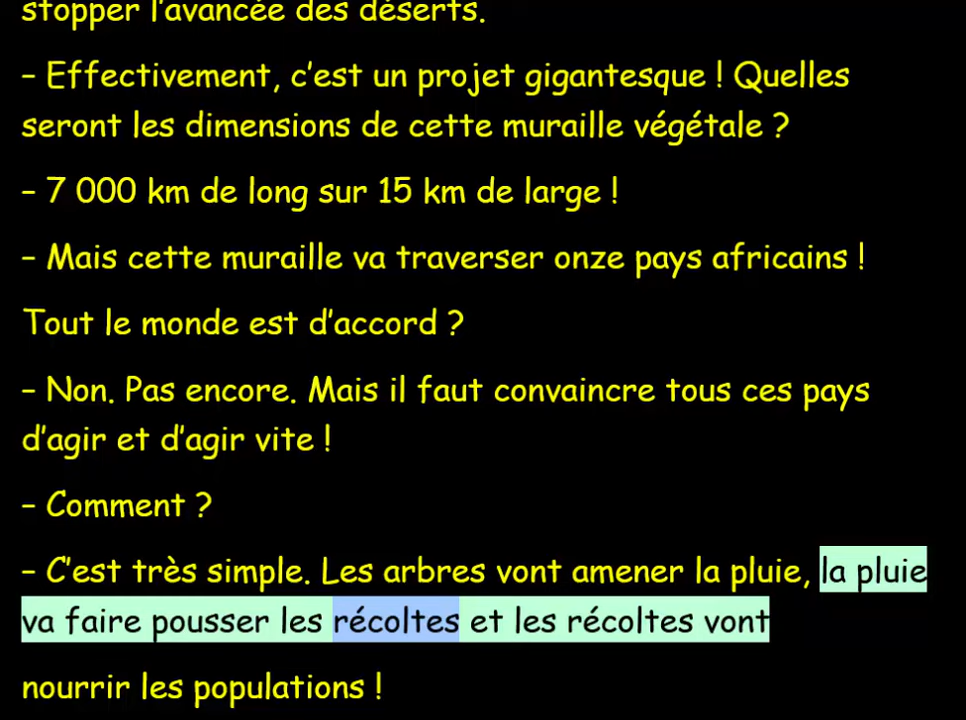 stopper l'avancée des déserts.
– Effectivement, c'est un projet gigantesque ! Quelles
seront les dimensions de cette muraille végétale ?
– 7 000 km de long sur 15 km de large !
– Mais cette muraille va traverser onze pays africains !
Tout le monde est d'accord ?
– Non. Pas encore. Mais il faut convaincre tous ces pays
d'agir et d'agir vite !
– Comment ?
– C'est très simple. Les arbres vont amener la pluie, la pluie
va faire pousser les récoltes et les récoltes vont
nourrir les populations !